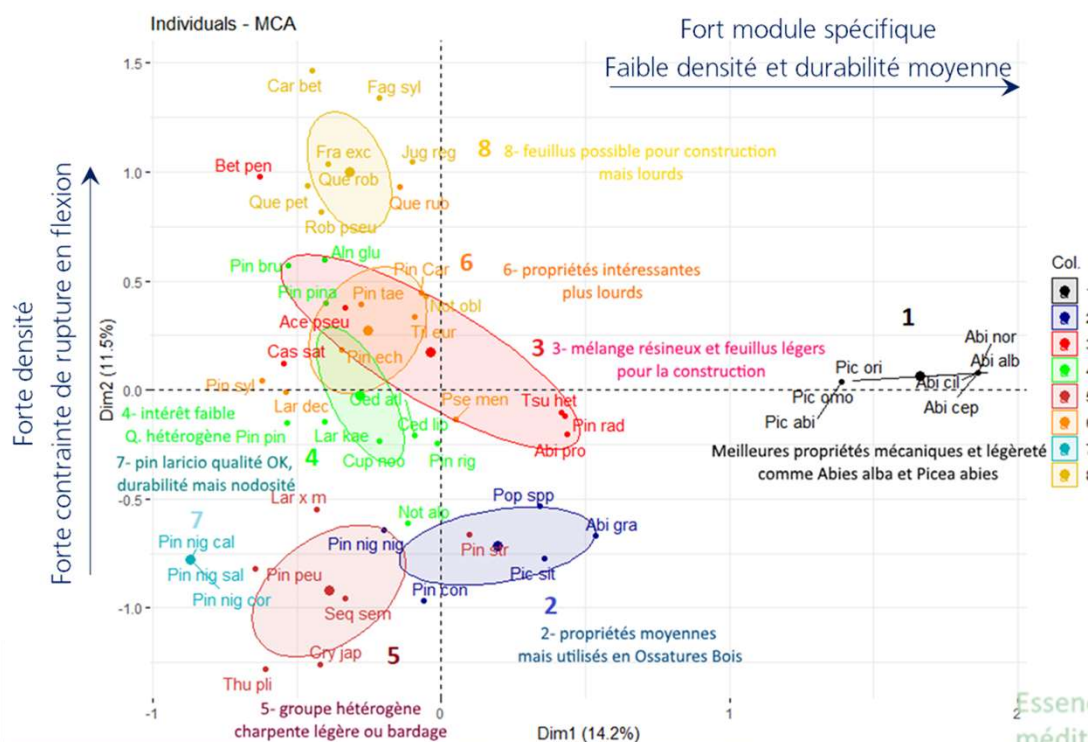 Individuals - MCA
Fort module spécifique
Faible densité et durabilité moyenne
Forte densité
Forte contrainte de rupture en flexion
Dim2 (11.5%)
1.5
1.0
0.5
0.0
-0.5
-1.0
Car bet
Fag syl
Fra exc
Jug reg
8
8- feuillus possible pour construction
mais lourds
Bet pen
Que rob
Que pet
Que rub
Rob pseu
Pin bru
Aln glu
Pin Car
6
6- propriétés intéressantes
plus lourds
Pin pina
Pin tae
Not obl
Ace pseu
Til eur
Cas sat
Pin ech
3
3- mélange résineux et feuillus légers
pour la construction
1
Abi nor
Abi alb
Pic ori
Abi cil
Pic omo
Abi cep
Pic abi
Meilleures propriétés mécaniques et légèreté
comme Abies alba et Picea abies
Pin syl
Lar dec
Ced atl
Pse men
Tsu het
Ced lib
Pin rad
4- intérêt faible
Q. hétérogène
Pin pin
Lar kae
Cup noo
Pin rig
Abi pro
4
7- pin laricio qualité OK,
durabilité mais nodosité
Lar x m
Not alp
Pop spp
Abi gra
7
Pin nig cal
Pin nig nig
Pin str
Pin nig sal
Pin peu
Pic sit
Pin nig cor
Seq sem
Pin con
2
2- propriétés moyennes
mais utilisés en Ossatures Bois
Cry jap
5
Thu pli
5- groupe hétérogène
charpente légère ou bardage
-1
0
1
2
Dim1 (14.2%)
Col.
Essen
médit